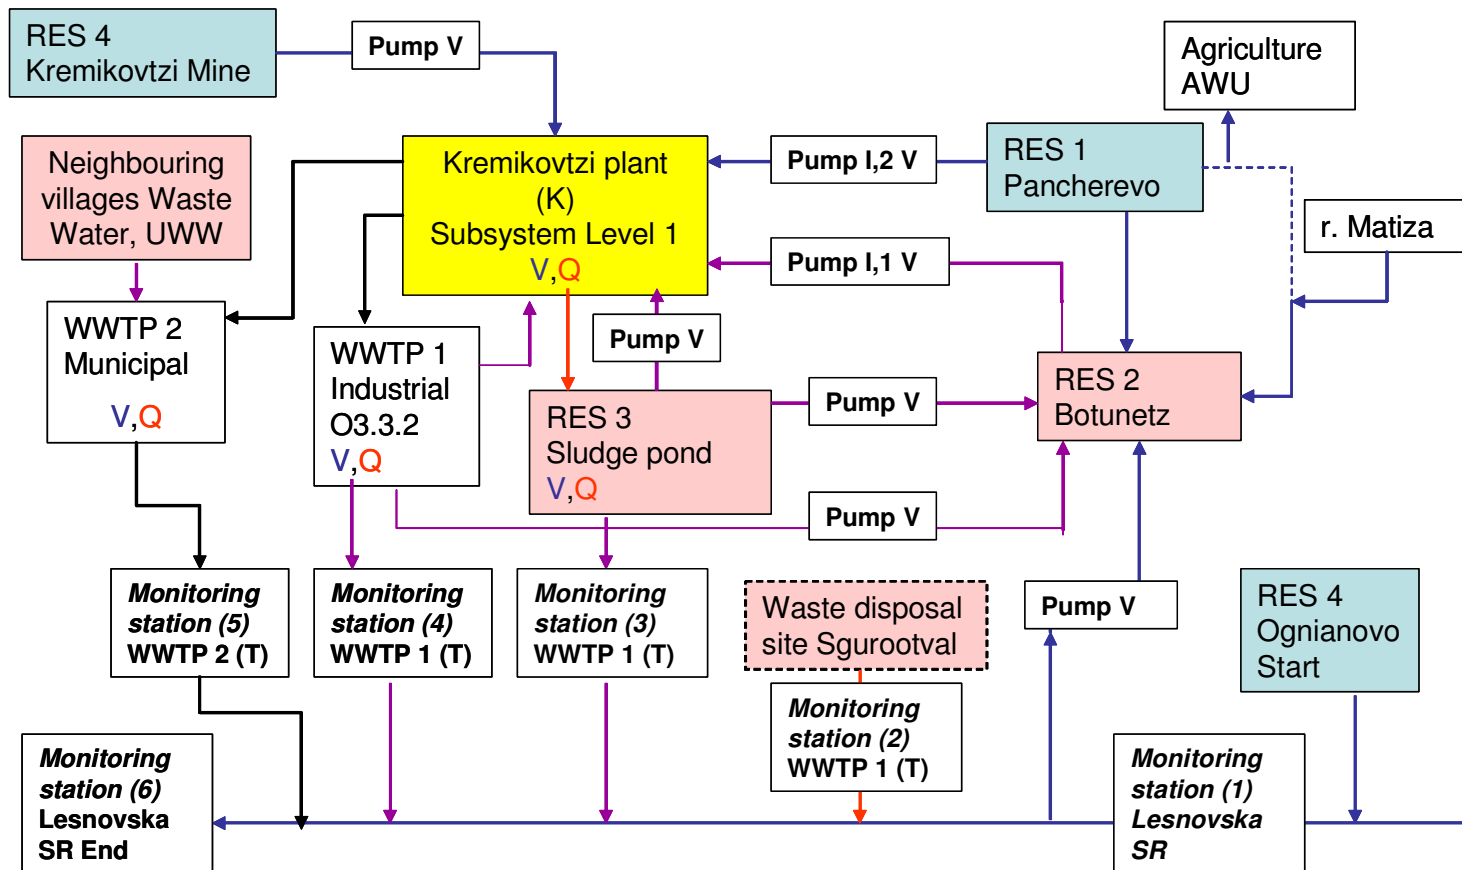 RES 4
Kremikovtzi Mine
Pump V
Agriculture
AWU
Neighbouring
villages Waste
Water, UWW
Kremikovtzi plant
(K)
Subsystem Level 1
V,Q
Pump I,2 V
RES 1
Pancherevo
r. Matiza
Pump I,1 V
WWTP 2
Municipal
V,Q
WWTP 1
Industrial
O3.3.2
V,Q
Pump V
RES 3
Sludge pond
V,Q
Pump V
RES 2
Botunetz
Pump V
Monitoring
station (5)
WWTP 2 (T)
Monitoring
station (4)
WWTP 1 (T)
Monitoring
station (3)
WWTP 1 (T)
Waste disposal
site Sgurootval
Pump V
RES 4
Ognianovo
Start
Monitoring
station (2)
WWTP 1 (T)
Monitoring
station (6)
Lesnovska
SR End
Monitoring
station (1)
Lesnovska
SR